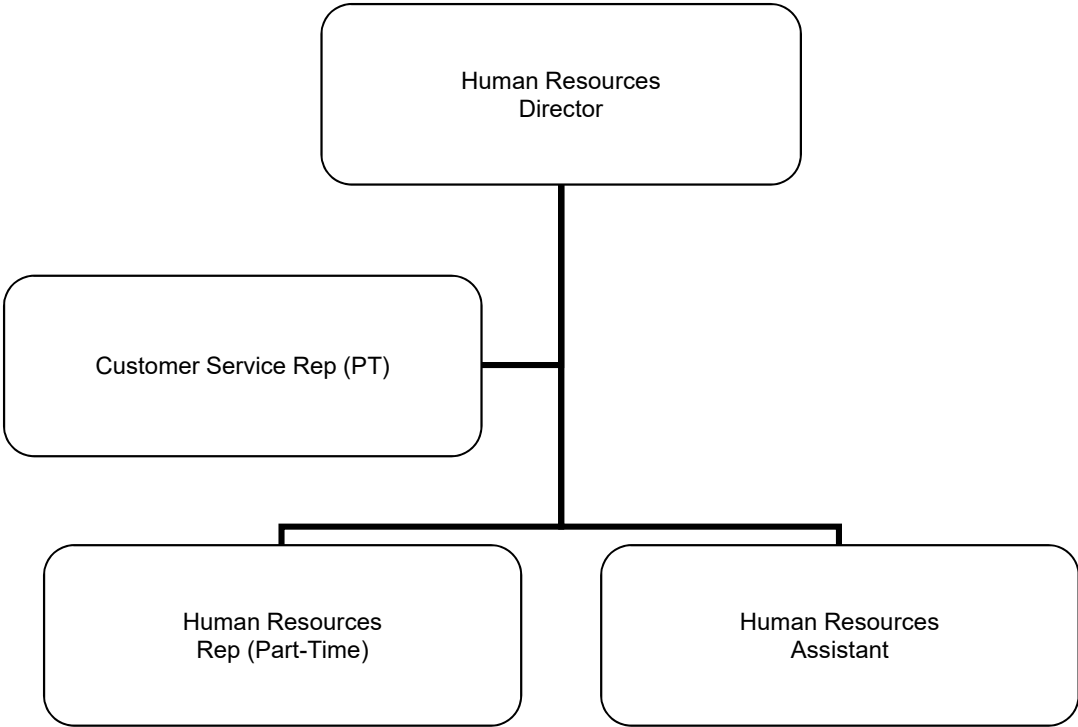 Human Resources
Director
Customer Service Rep (PT)
Human Resources
Rep (Part-Time)
Human Resources
Assistant